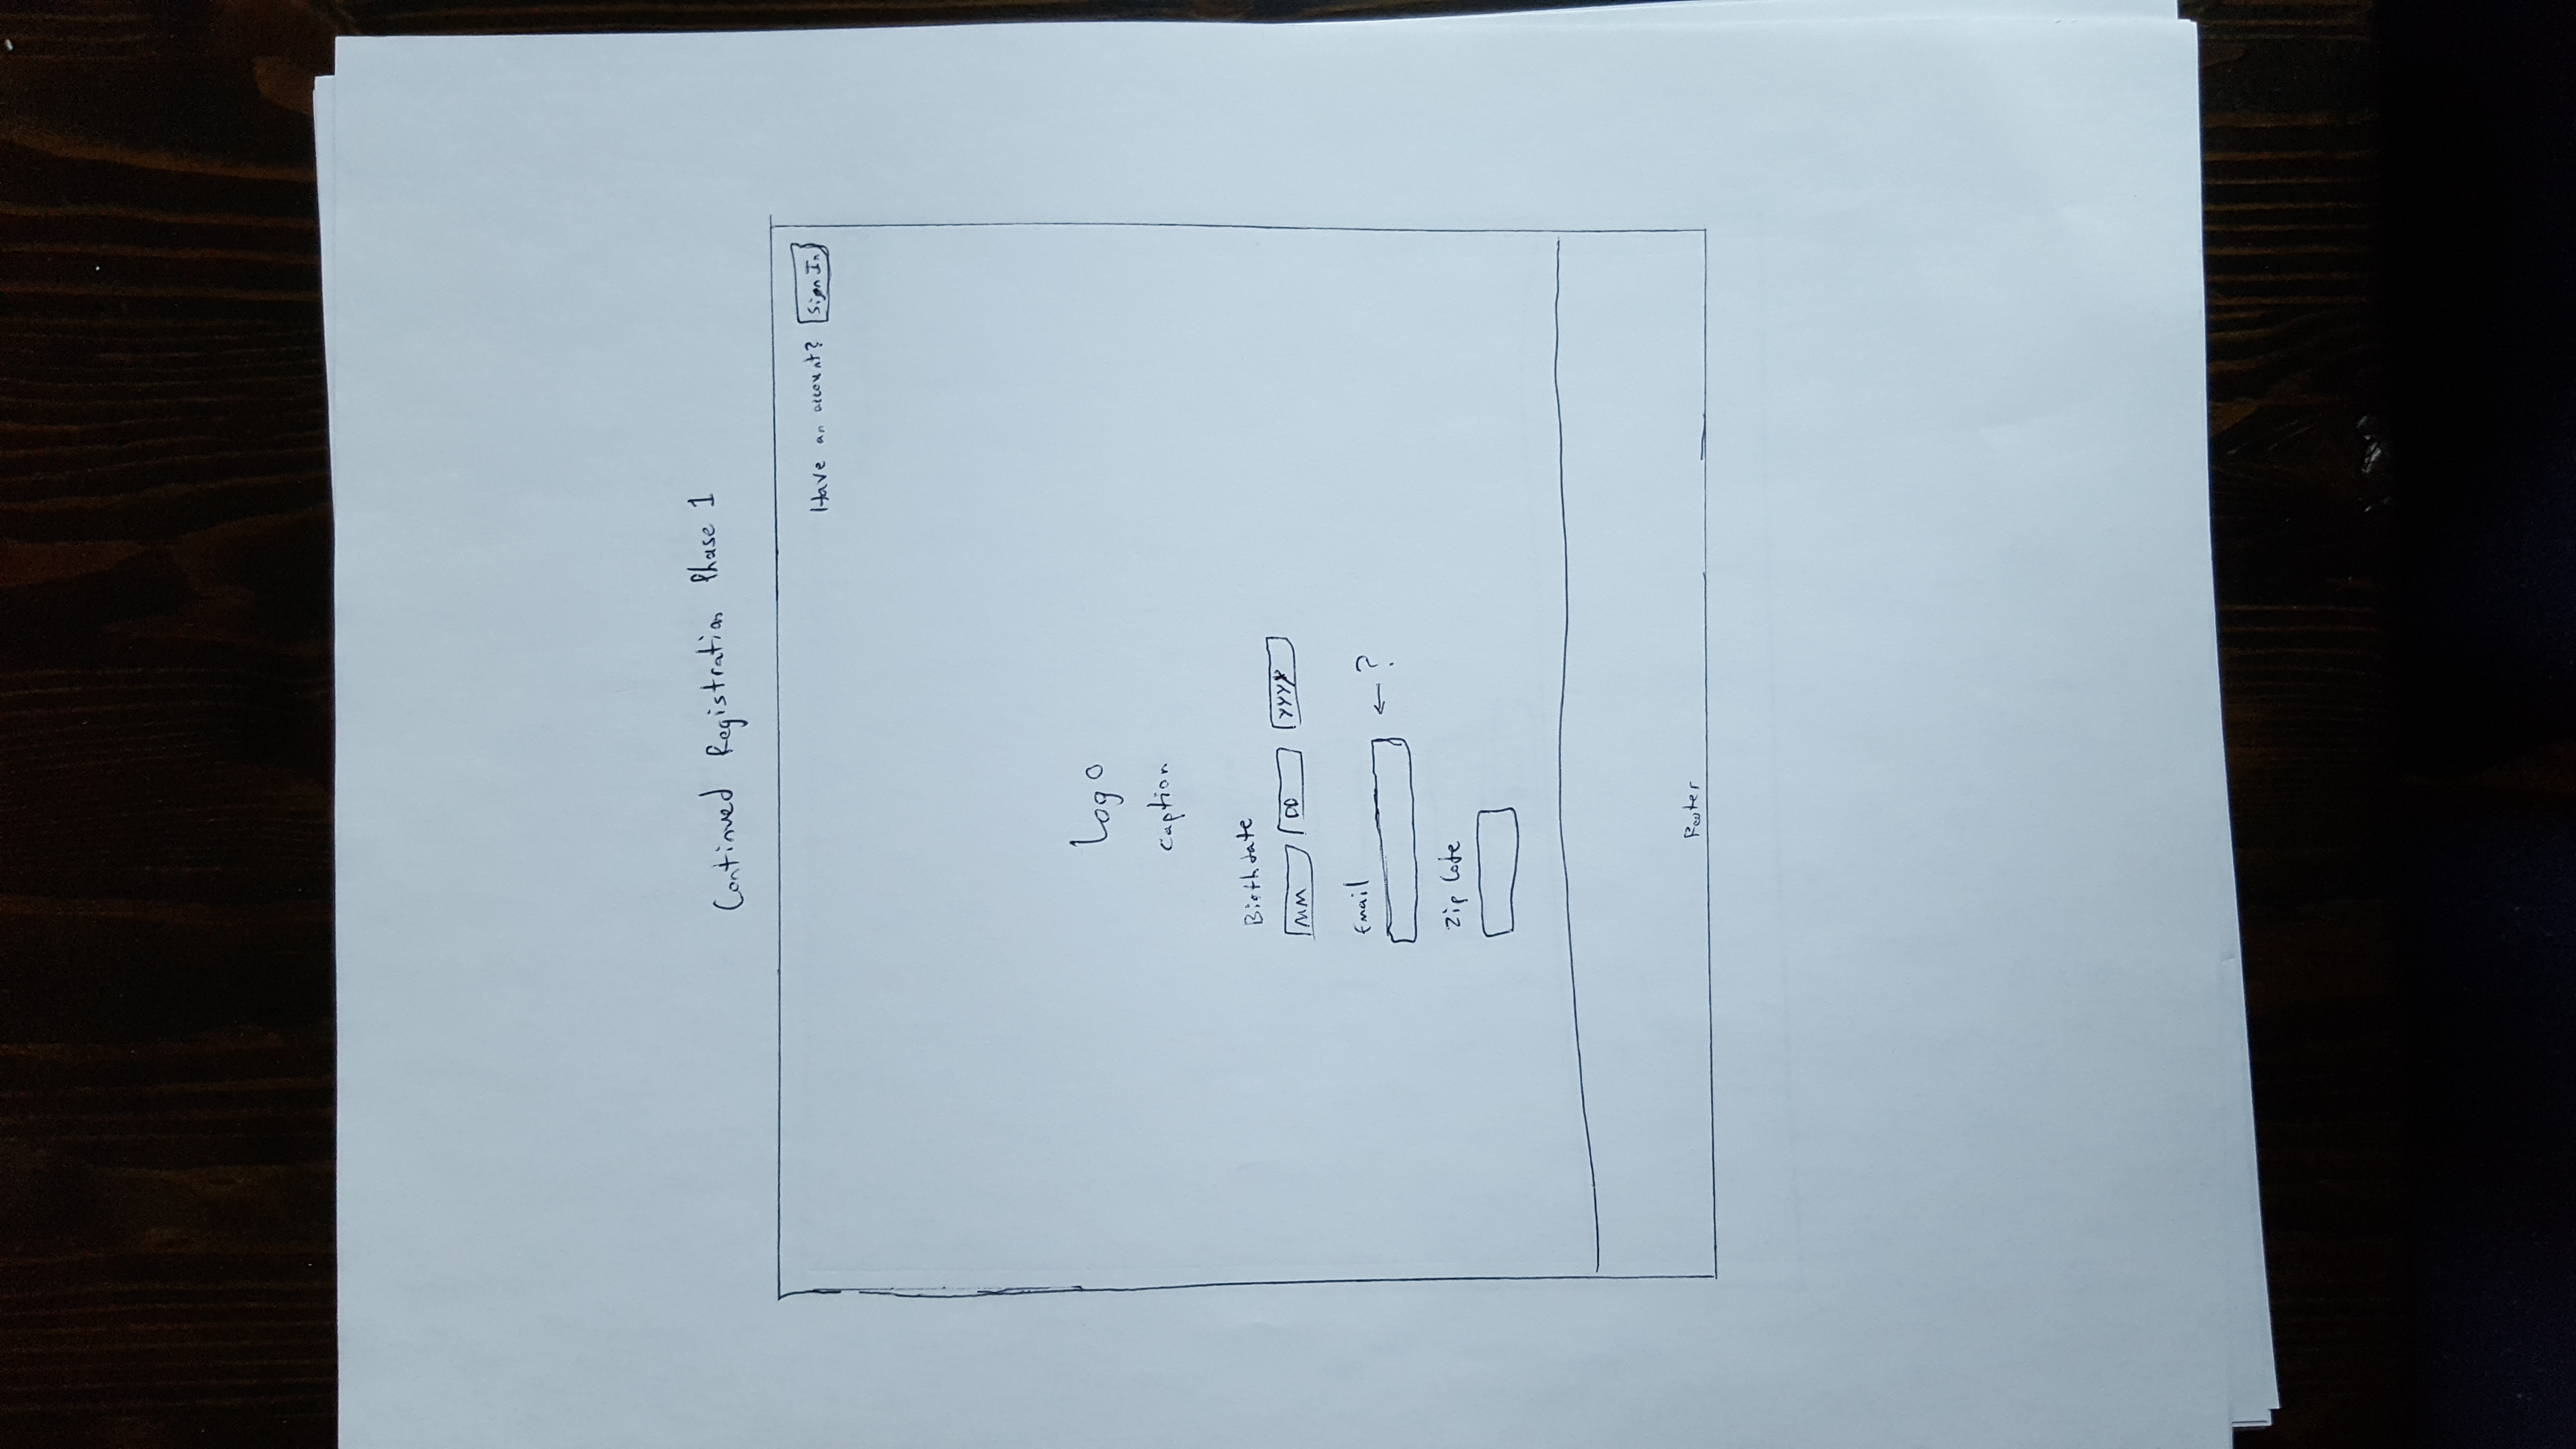 Continued Registration Phase 1
Have an account? Sign In
Logo
Caption
Birthdate
MM DD YYYY
Email
← ?
Zip Code
Footer